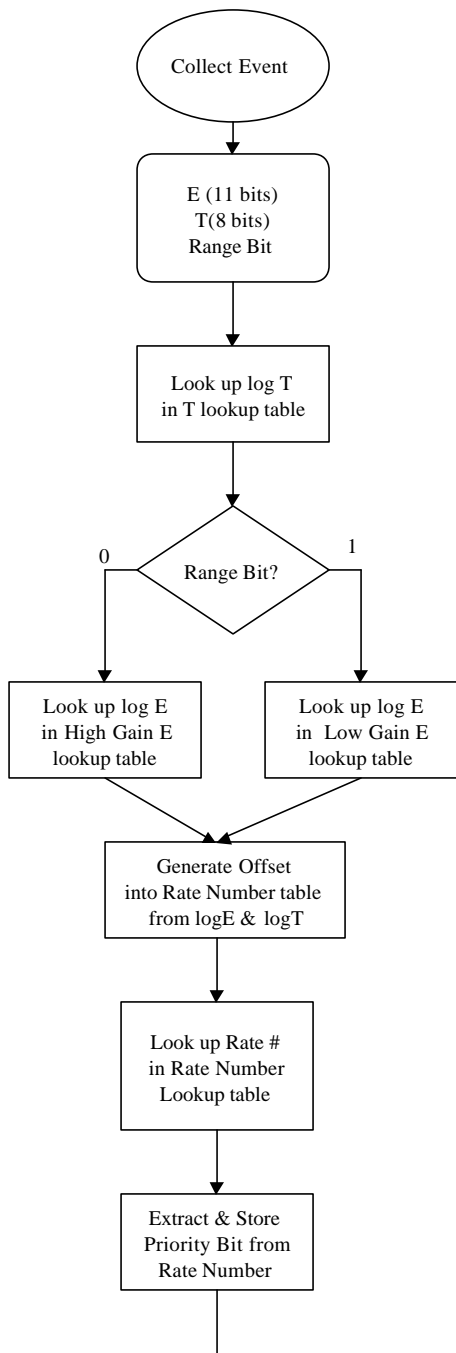 Collect Event
E (11 bits)
T(8 bits)
Range Bit
Look up log T
in T lookup table
0
1
Range Bit?
Look up log E
in High Gain E
lookup table
Look up log E
in Low Gain E
lookup table
Generate Offset
into Rate Number table
from logE & logT
Look up Rate #
in Rate Number
Lookup table
Extract & Store
Priority Bit from
Rate Number